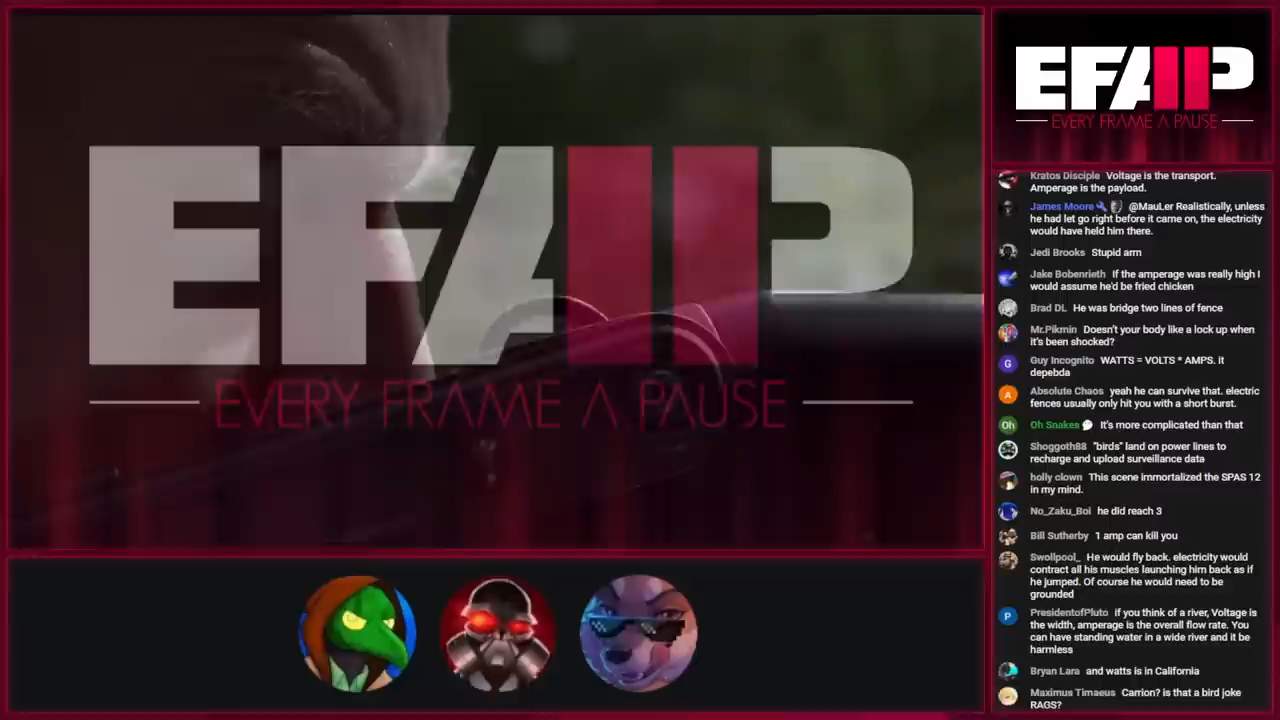 EFAP
EVERY FRAME A PAUSE
EFAP
EVERY FRAME A PAUSE
Kratos Disciple Voltage is the transport.
Amperage is the payload.
James Moore @MauLer Realistically, unless
he had let go right before it came on, the electricity
would have held him there.
Jedi Brooks Stupid arm
Jake Bobenrieth If the amperage was really high I
would assume he'd be fried chicken
Brad DL He was bridge two lines of fence
Mr.Pikmin Doesn't your body like a lock up when
it's been shocked?
G
Guy Incognito WATTS = VOLTS * AMPS. it
depebda
A
Absolute Chaos yeah he can survive that. electric
fences usually only hit you with a short burst.
Oh
Oh Snakes It's more complicated than that
Shoggoth88 "birds" land on power lines to
recharge and upload surveillance data
holly clown This scene immortalized the SPAS 12
in my mind.
No_Zaku_Boi he did reach 3
Bill Sutherby 1 amp can kill you
Swollpool_ He would fly back. electricity would
contract all his muscles launching him back as if
he jumped. Of course he would need to be
grounded
P
PresidentofPluto if you think of a river, Voltage is
the width, amperage is the overall flow rate. You
can have standing water in a wide river and it be
harmless
Bryan Lara and watts is in California
Maximus Timaeus Carrion? is that a bird joke
RAGS?